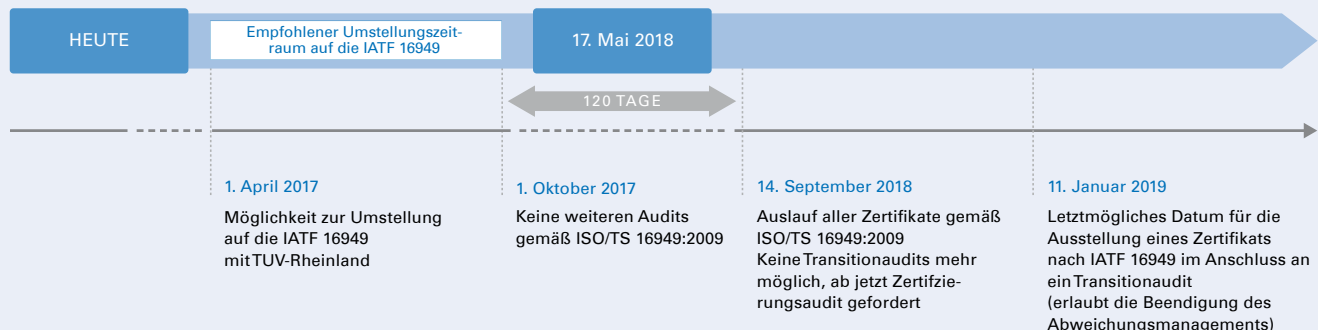 HEUTE
Empfohlener Umstellungszeit-
raum auf die IATF 16949
17. Mai 2018
120 TAGE
1. April 2017
Möglichkeit zur Umstellung
auf die IATF 16949
mit TUV-Rheinland
1. Oktober 2017
Keine weiteren Audits
gemäß ISO/TS 16949:2009
14. September 2018
Auslauf aller Zertifikate gemäß
ISO/TS 16949:2009
Keine Transitionaudits mehr
möglich, ab jetzt Zertifzie-
rungsaudit gefordert
11. Januar 2019
Letztmögliches Datum für die
Ausstellung eines Zertifikats
nach IATF 16949 im Anschluss an
ein Transitionaudit
(erlaubt die Beendigung des
Abweichungsmanagements)